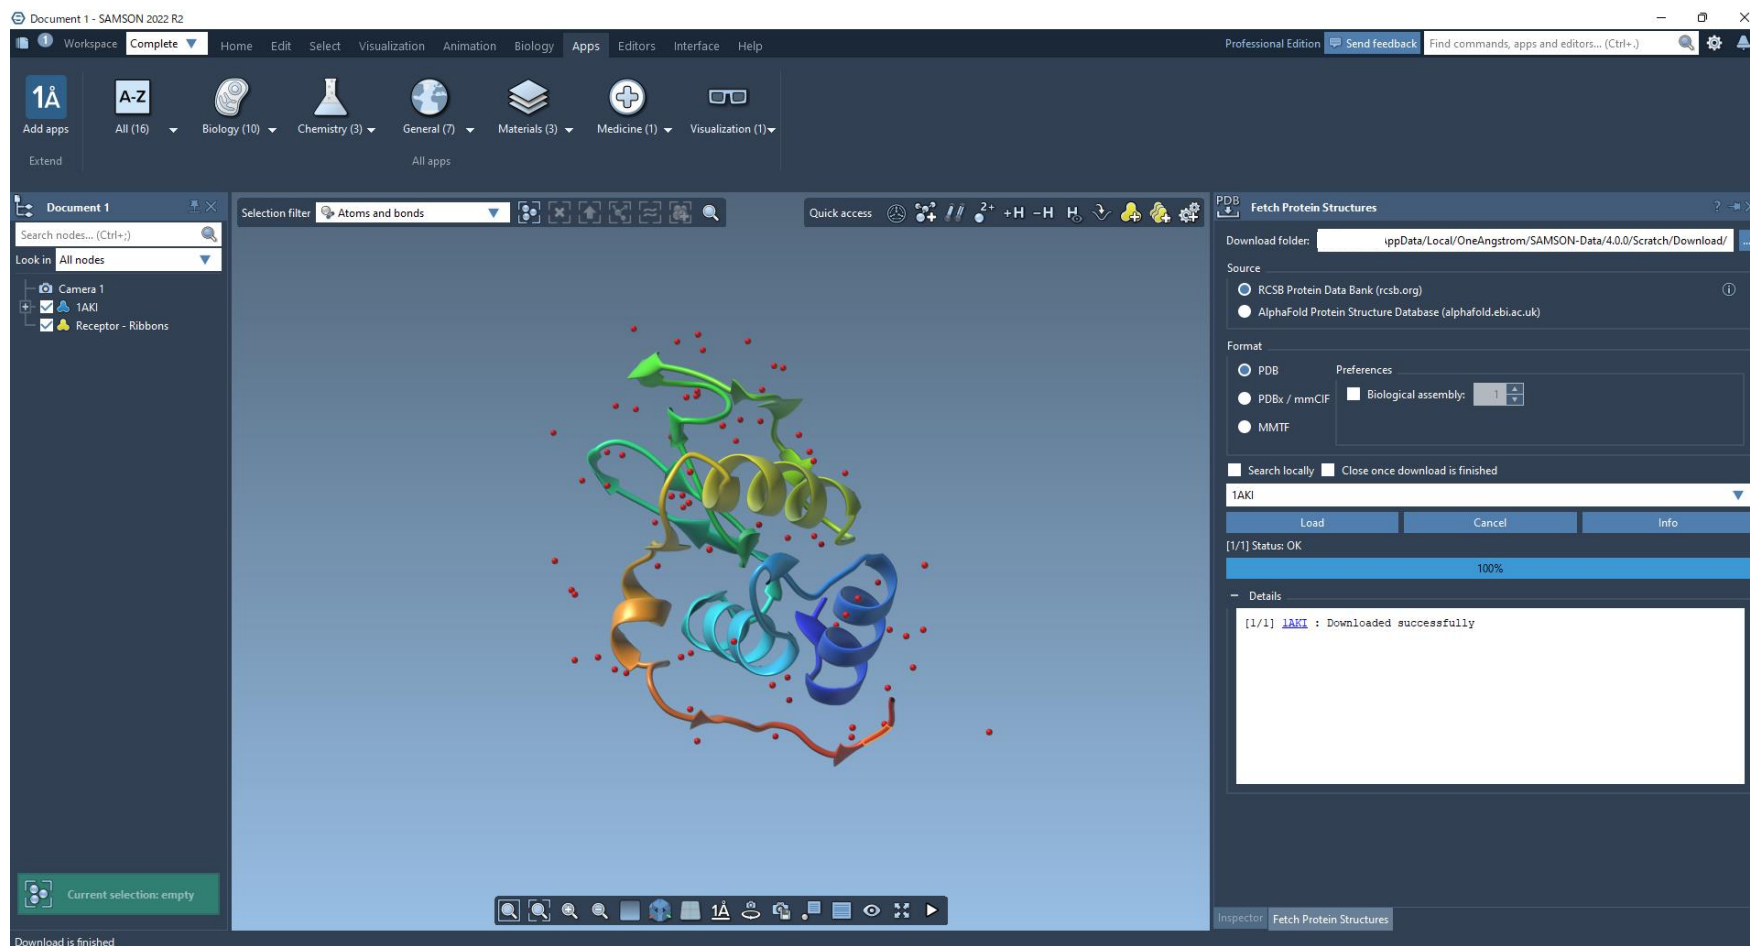 Document 1 - SAMSON 2022 R2
1 Workspace Complete Home Edit Select Visualization Animation Biology Apps Editors Interface Help Professional Edition Send feedback Find commands, apps and editors... (Ctrl+.)
1Å A-Z
Add apps All (16) Biology (10) Chemistry (3) General (7) Materials (3) Medicine (1) Visualization (1)
Extend All apps
Document 1
Search nodes... (Ctrl+;)
Look in All nodes
Camera 1
1AKI
Receptor - Ribbons
Selection filter Atoms and bonds
Quick access 2+ +H -H H
PDB Fetch Protein Structures ?
Download folder: AppData/Local/OneAngstrom/SAMSON-Data/4.0.0/Scratch/Download/ ...
Source
RCSB Protein Data Bank (rcsb.org)
AlphaFold Protein Structure Database (alphafold.ebi.ac.uk)
Format
PDB Preferences
PDBx / mmCIF Biological assembly: 1
MMTF
Search locally Close once download is finished
1AKI
Load Cancel Info
[1/1] Status: OK
100%
Details
[1/1] 1AKI : Downloaded successfully
Current selection: empty
1Å
Inspector Fetch Protein Structures
Download is finished